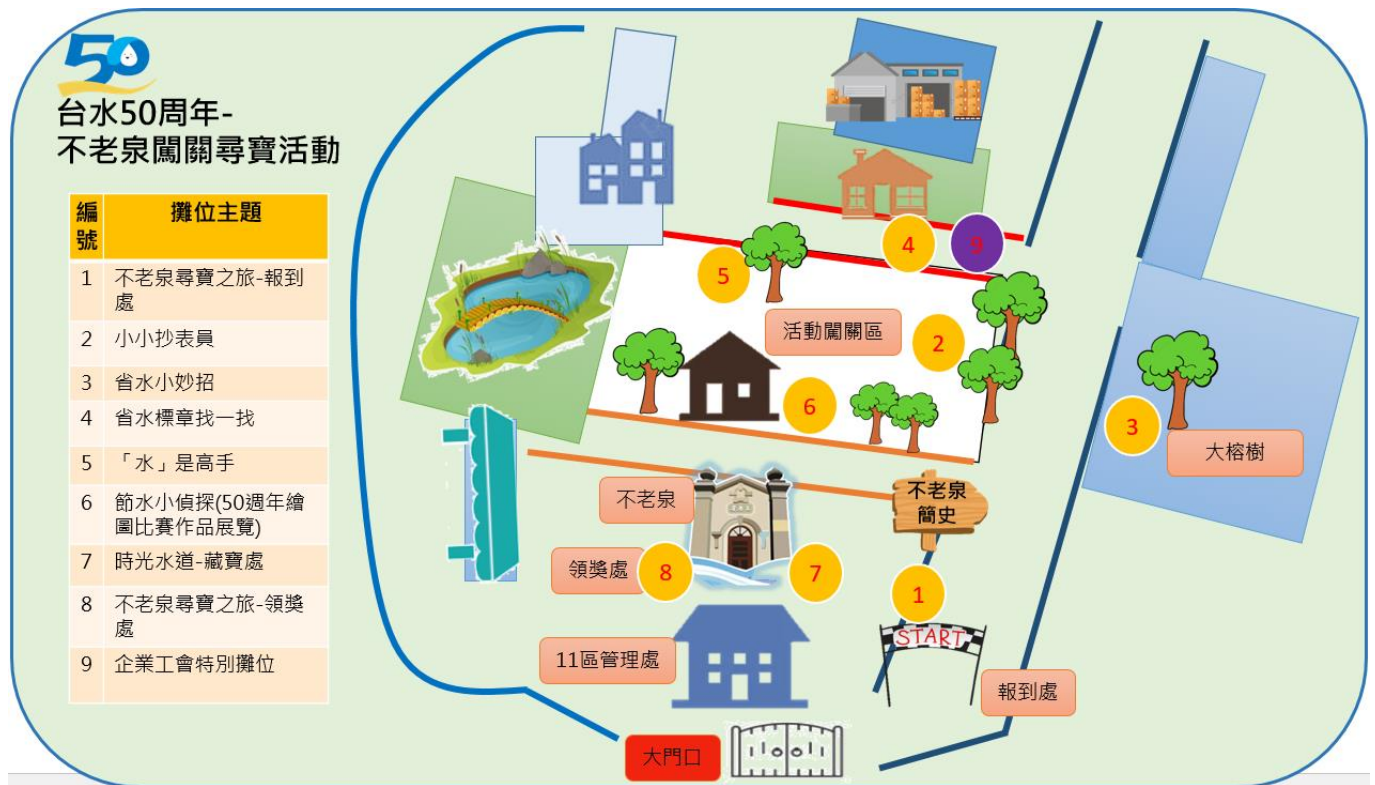 50
台水50周年-
不老泉闖關尋寶活動
編號 攤位主題
1 不老泉尋寶之旅-報到
處
2 小小抄表員
3 省水小妙招
4 省水標章找一找
5 「水」是高手
6 節水小偵探(50週年繪
圖比賽作品展覽)
7 時光水道-藏寶處
8 不老泉尋寶之旅-領獎
處
9 企業工會特別攤位
4
9
5
活動闖關區
2
6
3
大榕樹
不老泉
不老泉
簡史
領獎處
8
7
1
START
11區管理處
報到處
大門口